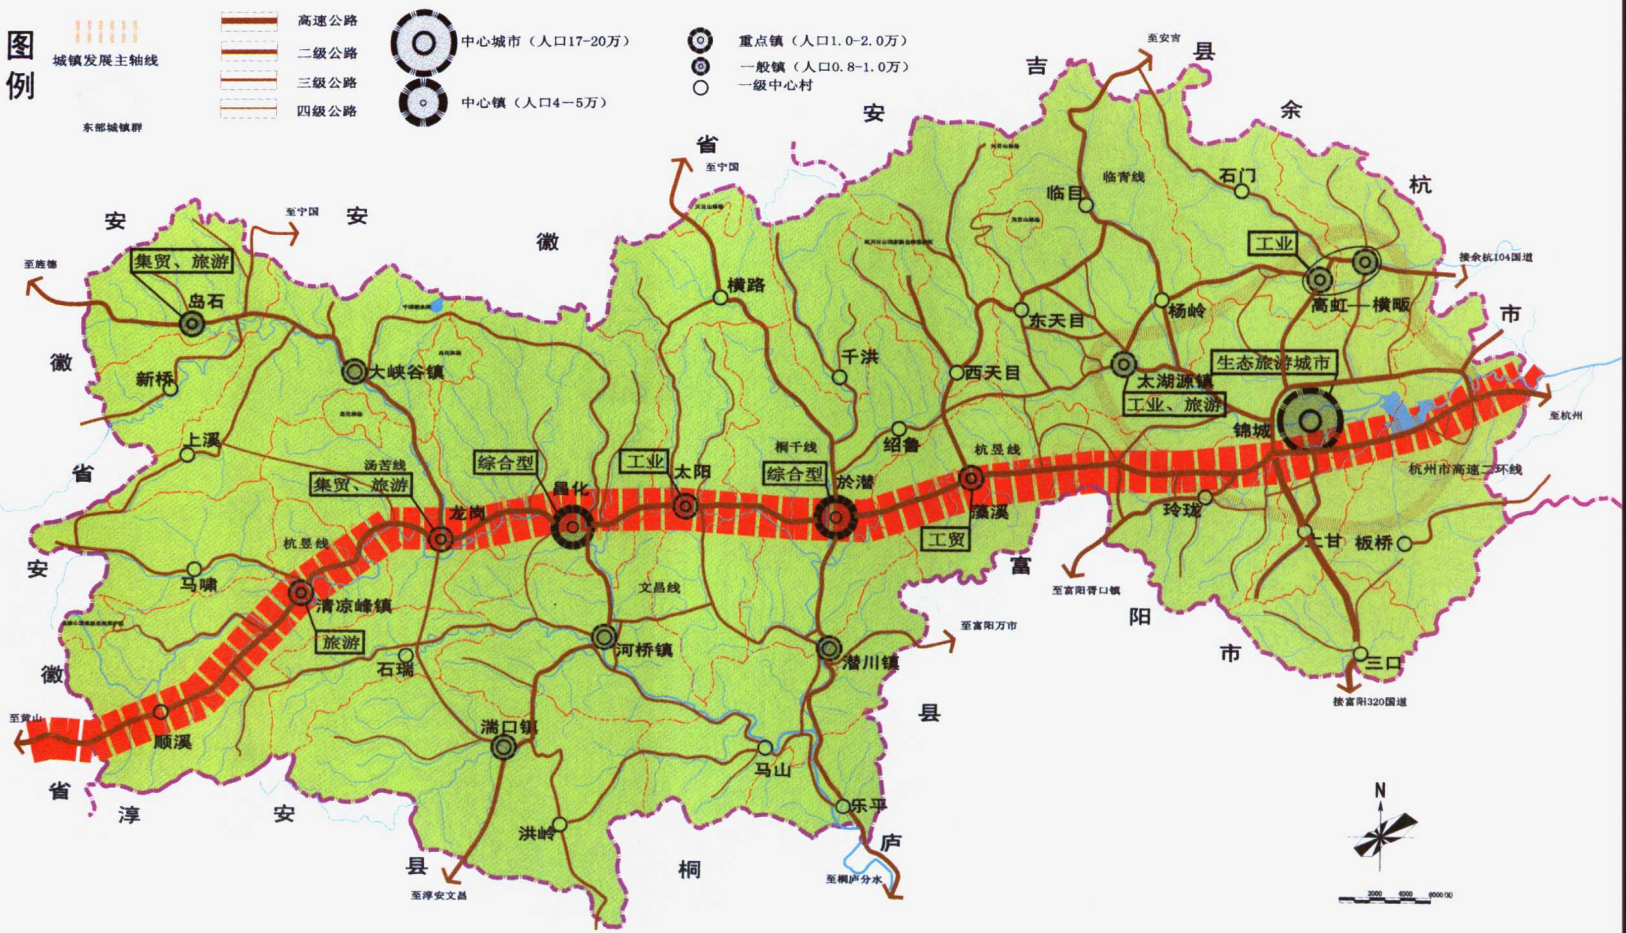 图例
城镇发展主轴线
东部城镇群
高速公路
二级公路
三级公路
四级公路
中心城市（人口17-20万）
中心镇（人口4－5万）
重点镇（人口1.0-2.0万）
一般镇（人口0.8-1.0万）
一级中心村
至安吉
吉
县
安
余
省
至宁国
杭
临青线
石门
临目
安
至宁国
安
徽
工业
接余杭104国道
至旌德
集贸、旅游
岛石
横路
杨岭
高虹—横畈
东天目
市
徽
新桥
大峡谷镇
千洪
西天目
生态旅游城市
太湖源镇
工业、旅游
锦城
至杭州
上溪
绍鲁
桐千线
杭昱线
汤苦线
综合型
工业
太阳
综合型
於潜
杭州市高速二环线
省
集贸、旅游
昌化
龙岗
藻溪
玲珑
杭昱线
工贸
上甘
板桥
安
马啸
清凉峰镇
文昌线
富
至富阳胥口镇
阳
旅游
至富阳万市
河桥镇
潜川镇
市
三口
石瑞
徽
接富阳320国道
至黄山
顺溪
湍口镇
县
马山
省
淳
安
乐平
洪岭
县
桐
庐
至桐庐分水
至淳安文昌
N
2000
4000